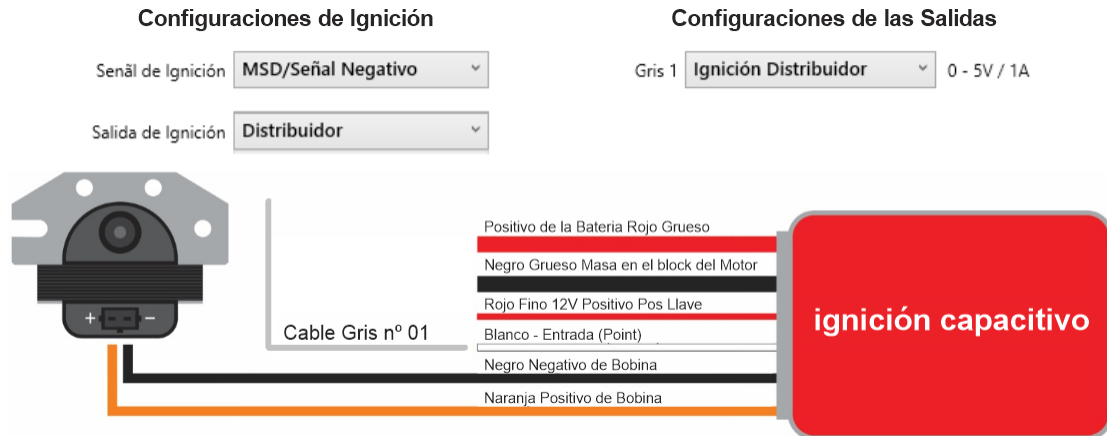 Configuraciones de Ignición
Configuraciones de las Salidas
Senãl de Ignición MSD/Señal Negativo
Gris 1 Ignición Distribuidor 0 - 5V / 1A
Salida de Ignición Distribuidor
Positivo de la Bateria Rojo Grueso
Negro Grueso Masa en el block del Motor
Rojo Fino 12V Positivo Pos Llave
Cable Gris nº 01
Blanco - Entrada (Point)
Negro Negativo de Bobina
Naranja Positivo de Bobina
ignición capacitivo
+ -